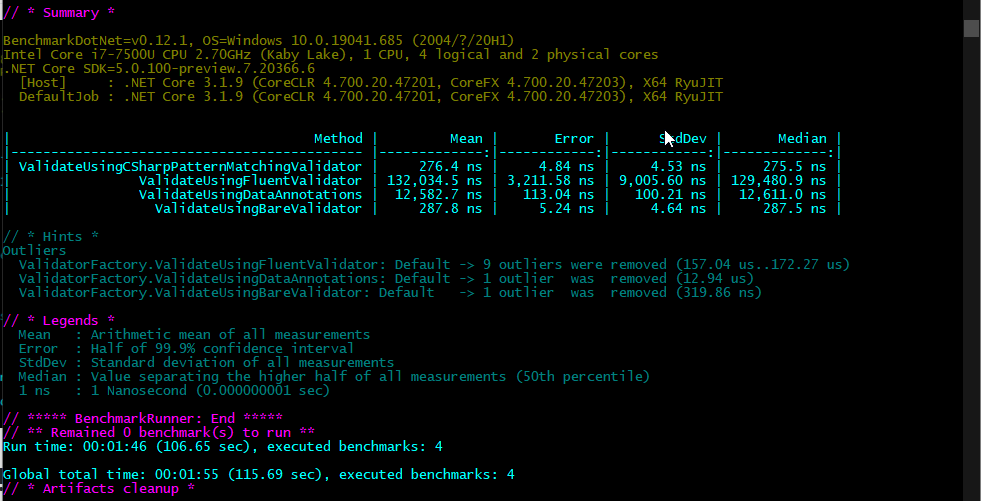 // * Summary *
BenchmarkDotNet=v0.12.1, OS=Windows 10.0.19041.685 (2004/?/20H1)
Intel Core i7-7500U CPU 2.70GHz (Kaby Lake), 1 CPU, 4 logical and 2 physical cores
.NET Core SDK=5.0.100-preview.7.20366.6
  [Host]     : .NET Core 3.1.9 (CoreCLR 4.700.20.47201, CoreFX 4.700.20.47203), X64 RyuJIT
  DefaultJob : .NET Core 3.1.9 (CoreCLR 4.700.20.47201, CoreFX 4.700.20.47203), X64 RyuJIT
|                                Method |         Mean |       Error |      StdDev |       Median |
|-------------------------------------- |-------------:|------------:|------------:|-------------:|
| ValidateUsingCSharpPatternMatchingValidator |     276.4 ns |     4.84 ns |     4.53 ns |     275.5 ns |
|                ValidateUsingFluentValidator | 132,034.5 ns | 3,211.58 ns | 9,005.60 ns | 129,480.9 ns |
|                ValidateUsingDataAnnotations |  12,582.7 ns |   113.04 ns |   100.21 ns |  12,611.0 ns |
|                  ValidateUsingBareValidator |     287.8 ns |     5.24 ns |     4.64 ns |     287.5 ns |
// * Hints *
Outliers
  ValidatorFactory.ValidateUsingFluentValidator: Default -> 9 outliers were removed (157.04 us..172.27 us)
  ValidatorFactory.ValidateUsingDataAnnotations: Default -> 1 outlier  was  removed (12.94 us)
  ValidatorFactory.ValidateUsingBareValidator: Default   -> 1 outlier  was  removed (319.86 ns)
// * Legends *
  Mean   : Arithmetic mean of all measurements
  Error  : Half of 99.9% confidence interval
  StdDev : Standard deviation of all measurements
  Median : Value separating the higher half of all measurements (50th percentile)
  1 ns   : 1 Nanosecond (0.000000001 sec)
// ***** BenchmarkRunner: End *****
// ** Remained 0 benchmark(s) to run **
Run time: 00:01:46 (106.65 sec), executed benchmarks: 4
Global total time: 00:01:55 (115.69 sec), executed benchmarks: 4
// * Artifacts cleanup *